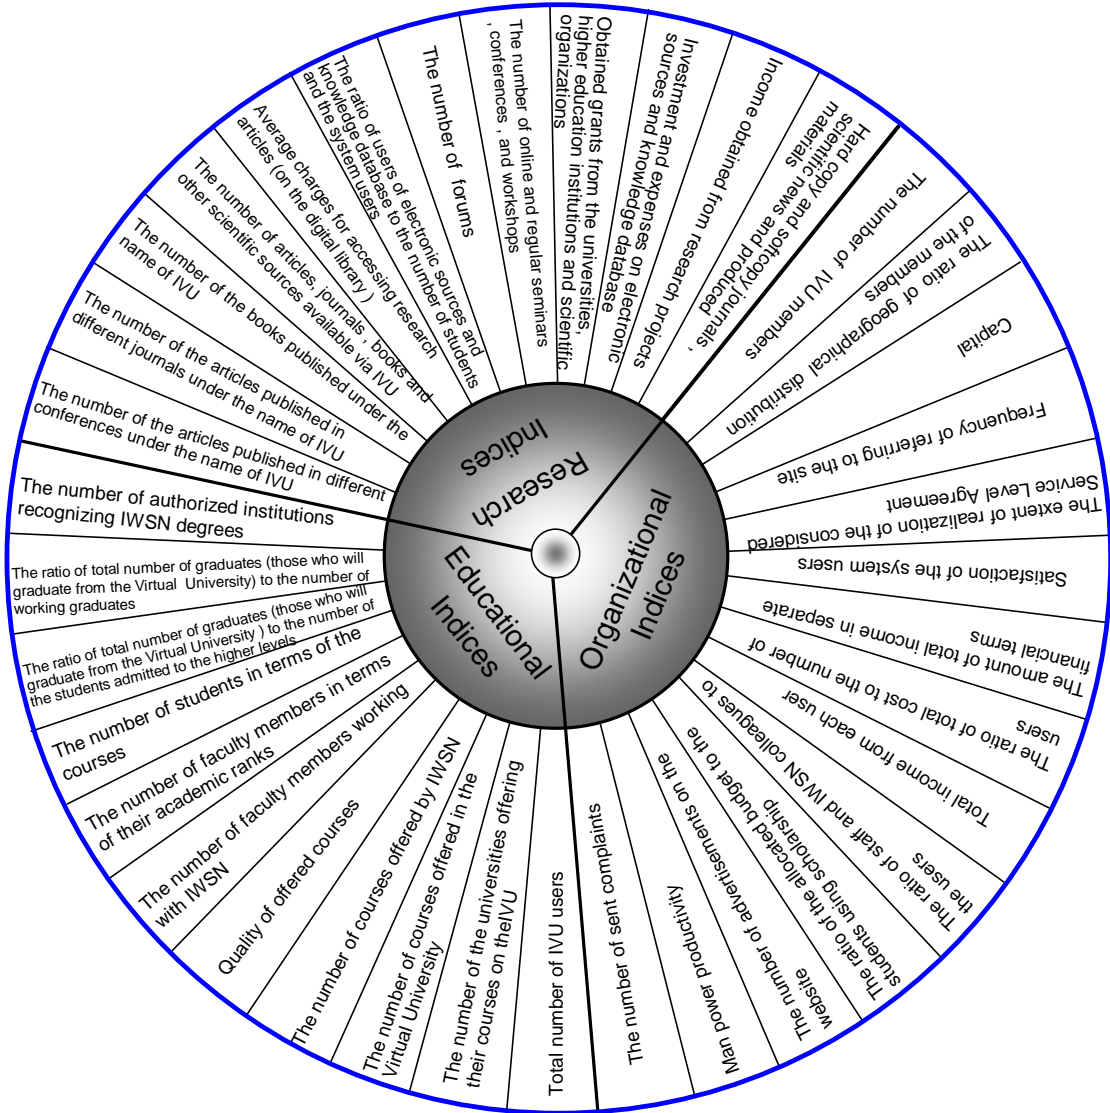 Research
Indices
Organizational
Indices
Educational
Indices
The number of IVU members
The ratio of geographical distribution
of the members
Capital
Frequency of referring to the site
The extent of realization of the considered
Service Level Agreement
Satisfaction of the system users
The amount of total income in separate
financial terms
The ratio of total cost to the number of
users
Total income from each user
The ratio of staff and IWSN colleagues to
the users
The ratio of the allocated budget to the
students using scholarship
The number of advertisements on the
website
Man power productivity
The number of sent complaints
Total number of IVU users
The number of the universities offering
their courses on theIVU
The number of courses offered in the
Virtual University
The number of courses offered by IWSN
Quality of offered courses
The number of faculty members working
with IWSN
The number of faculty members in terms
of their academic ranks
The number of students in terms of the
courses
The ratio of total number of graduates (those who will
graduate from the Virtual University ) to the number of
the students admitted to the higher levels
The ratio of total number of graduates (those who will
graduate from the Virtual University) to the number of
working graduates
The number of authorized institutions
recognizing IWSN degrees
The number of the articles published in different
conferences under the name of IVU
The number of the articles published in
different journals under the name of IVU
The number of the books published under the
name of IVU
The number of articles, journals , books and
other scientific sources available via IVU
Average charges for accessing research
articles (on the digital library )
The ratio of users of electronic sources and
knowledge database to the number of students
and the system users
The number of forums
The number of online and regular seminars
, conferences , and workshops
Obtained grants from the universities,
higher education institutions and scientific
organizations
Investment and expenses on electronic
sources and knowledge database
Income obtained from research projects
Hard copy and softcopy journals ,
scientific news and produced
materials